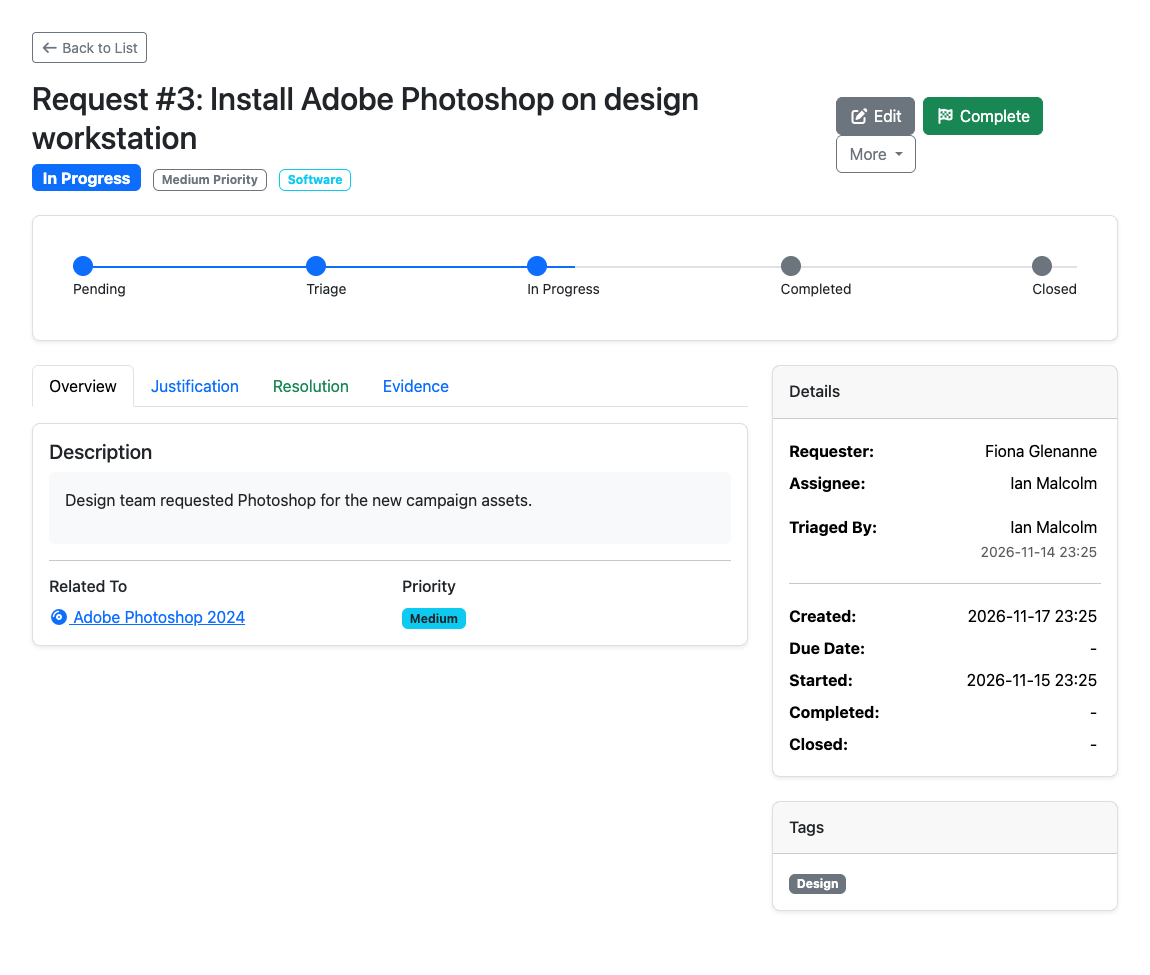 Back to List
Request #3: Install Adobe Photoshop on design
workstation
Edit
Complete
More
In Progress
Medium Priority
Software
Pending
Triage
In Progress
Completed
Closed
Overview
Justification
Resolution
Evidence
Description
Design team requested Photoshop for the new campaign assets.
Related To
Priority
Adobe Photoshop 2024
Medium
Details
Requester: Fiona Glenanne
Assignee: Ian Malcolm
Triaged By: Ian Malcolm
2026-11-14 23:25
Created: 2026-11-17 23:25
Due Date: -
Started: 2026-11-15 23:25
Completed: -
Closed: -
Tags
Design